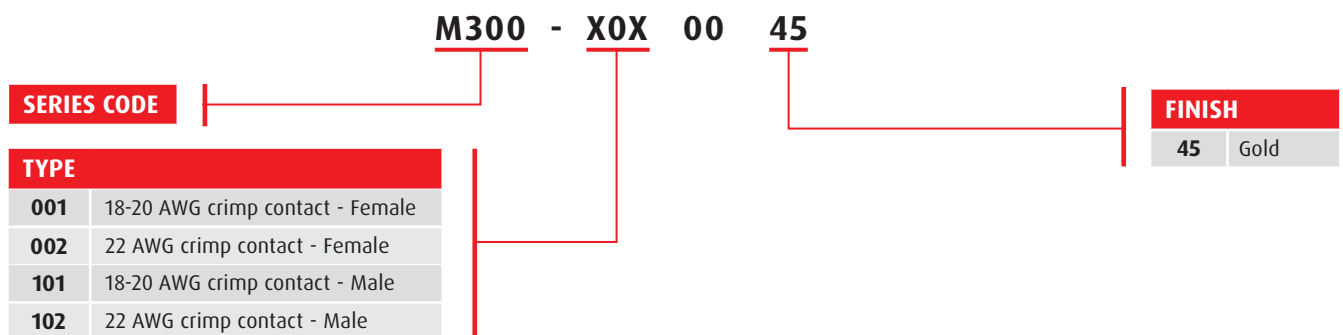 M300 - X0X 00 45
SERIES CODE
TYPE
001 18-20 AWG crimp contact - Female
002 22 AWG crimp contact - Female
101 18-20 AWG crimp contact - Male
102 22 AWG crimp contact - Male
FINISH
45 Gold